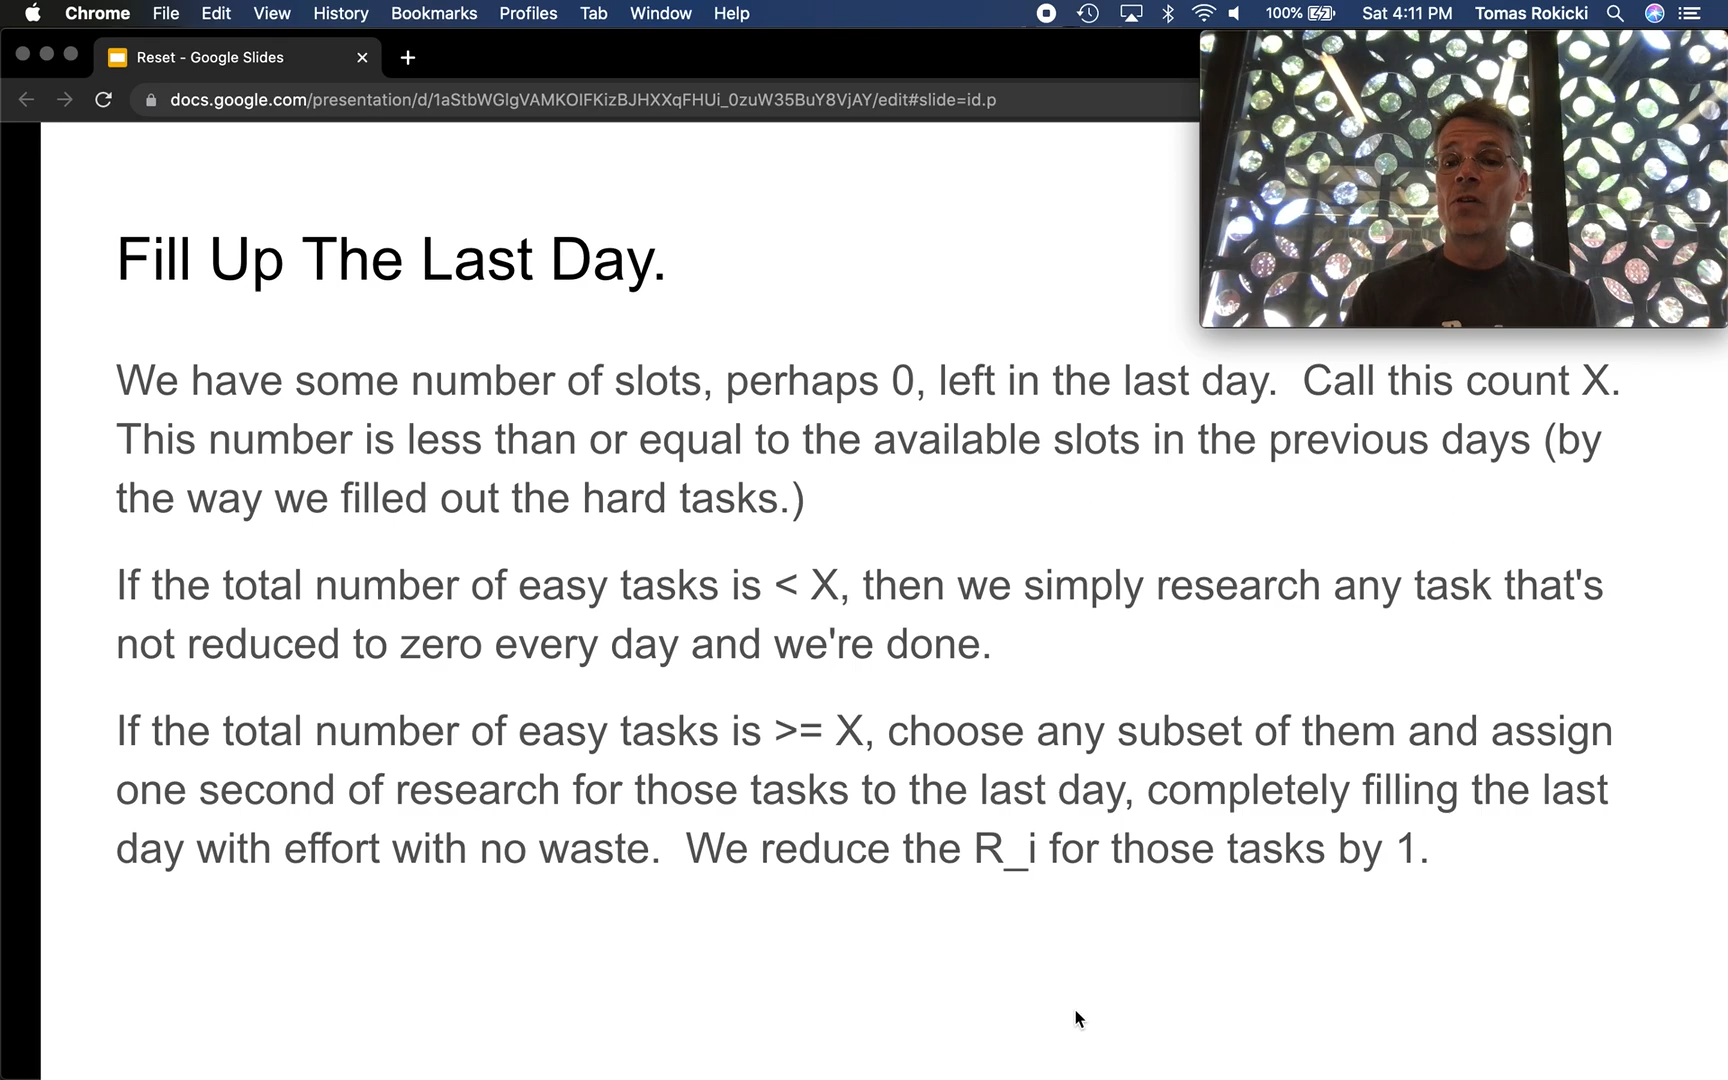 Chrome File Edit View History Bookmarks Profiles Tab Window Help 100% Sat 4:11 PM Tomas Rokicki
Reset - Google Slides
docs.google.com/presentation/d/1aStbWGlgVAMKOIFKizBJHXXqFHUi_0zuW35BuY8VjAY/edit#slide=id.p
Fill Up The Last Day.
We have some number of slots, perhaps 0, left in the last day. Call this count X.
This number is less than or equal to the available slots in the previous days (by
the way we filled out the hard tasks.)
If the total number of easy tasks is < X, then we simply research any task that's
not reduced to zero every day and we're done.
If the total number of easy tasks is >= X, choose any subset of them and assign
one second of research for those tasks to the last day, completely filling the last
day with effort with no waste. We reduce the R_i for those tasks by 1.